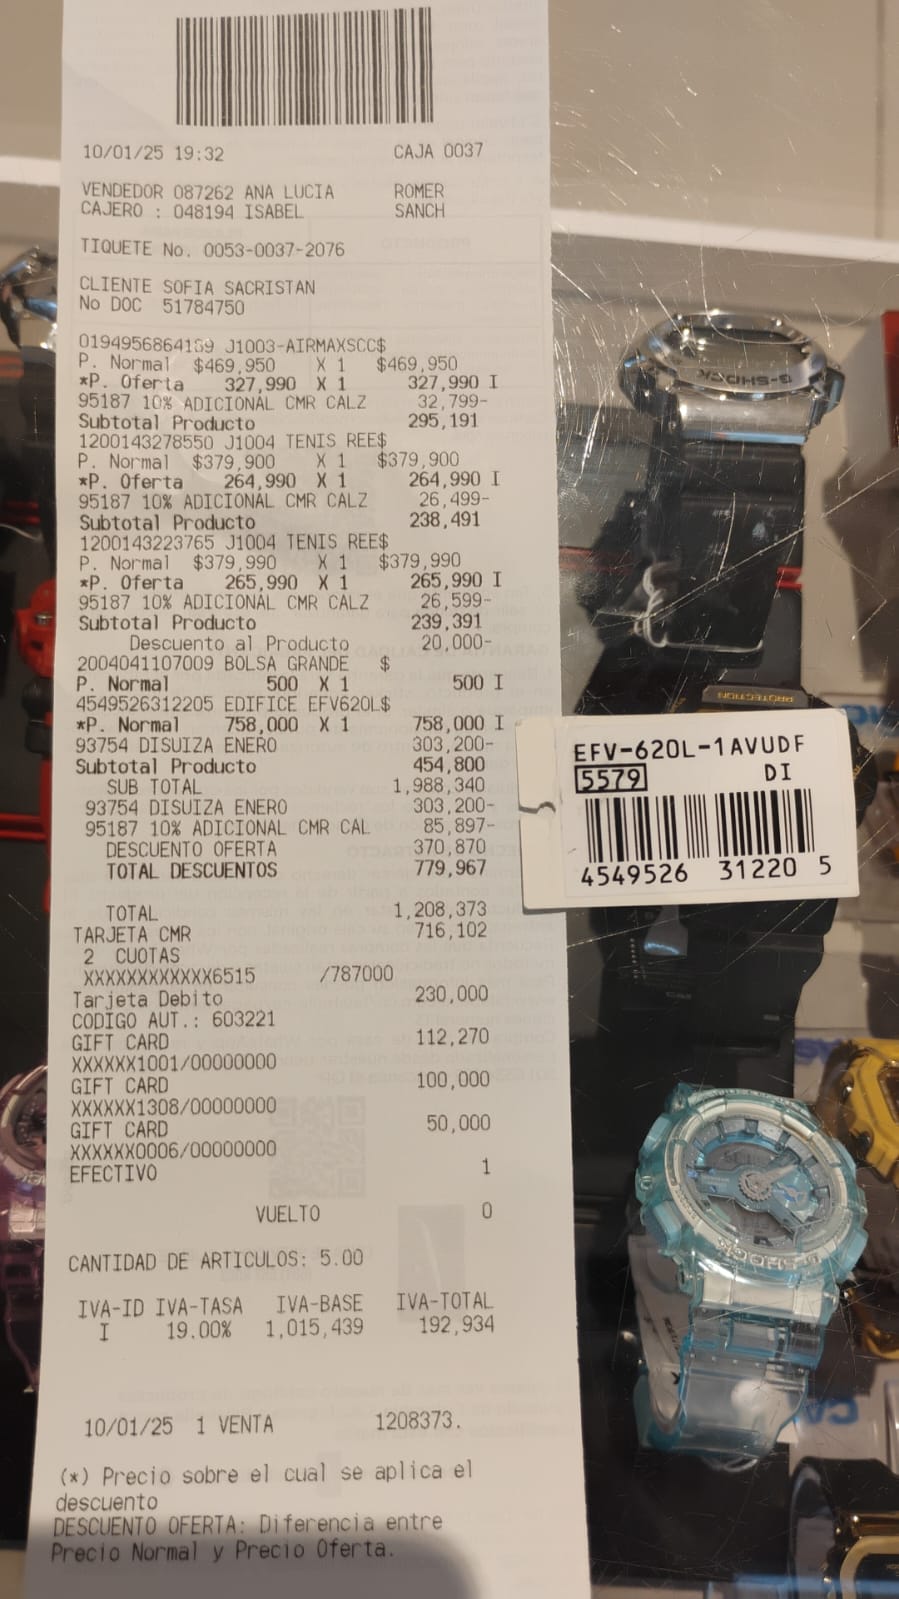 10/01/25 19:32 CAJA 0037
VENDEDOR 087262 ANA LUCIA ROMER
CAJERO : 048194 ISABEL SANCH
TIQUETE No. 0053-0037-2076
CLIENTE SOFIA SACRISTAN
No DOC 51784750
0194956864169 J1003-AIRMAXSCC$
P. Normal $469,950 X 1 $469,950
*P. Oferta 327,990 X 1 327,990 I
95187 10% ADICIONAL CMR CALZ 32,799-
Subtotal Producto 295,191
1200143278550 J1004 TENIS REE$
P. Normal $379,900 X 1 $379,900
*P. Oferta 264,990 X 1 264,990 I
95187 10% ADICIONAL CMR CALZ 26,499-
Subtotal Producto 238,491
1200143223765 J1004 TENIS REE$
P. Normal $379,990 X 1 $379,990
*P. Oferta 265,990 X 1 265,990 I
95187 10% ADICIONAL CMR CALZ 26,599-
Subtotal Producto 239,391
Descuento al Producto 20,000-
2004041107009 BOLSA GRANDE $
P. Normal 500 X 1 500 I
4549526312205 EDIFICE EFV620L$
*P. Normal 758,000 X 1 758,000 I
93754 DISUIZA ENERO 303,200-
Subtotal Producto 454,800
SUB TOTAL 1,988,340
93754 DISUIZA ENERO 303,200-
95187 10% ADICIONAL CMR CAL 85,897-
DESCUENTO OFERTA 370,870
TOTAL DESCUENTOS 779,967
TOTAL 1,208,373
TARJETA CMR 716,102
2 CUOTAS
XXXXXXXXXXXX6515 /787000
Tarjeta Debito 230,000
CODIGO AUT.: 603221
GIFT CARD 112,270
XXXXXX1001/00000000
GIFT CARD 100,000
XXXXXX1308/00000000
GIFT CARD 50,000
XXXXXX0006/00000000
EFECTIVO 1
VUELTO 0
CANTIDAD DE ARTICULOS: 5.00
IVA-ID IVA-TASA IVA-BASE IVA-TOTAL
I 19.00% 1,015,439 192,934
10/01/25 1 VENTA 1208373.
(*) Precio sobre el cual se aplica el
descuento
DESCUENTO OFERTA: Diferencia entre
Precio Normal y Precio Oferta.
G-SHOCK
PROTECTION
EFV-620L-1AVUDF
5579 DI
4549526 31220 5
G-SHOCK